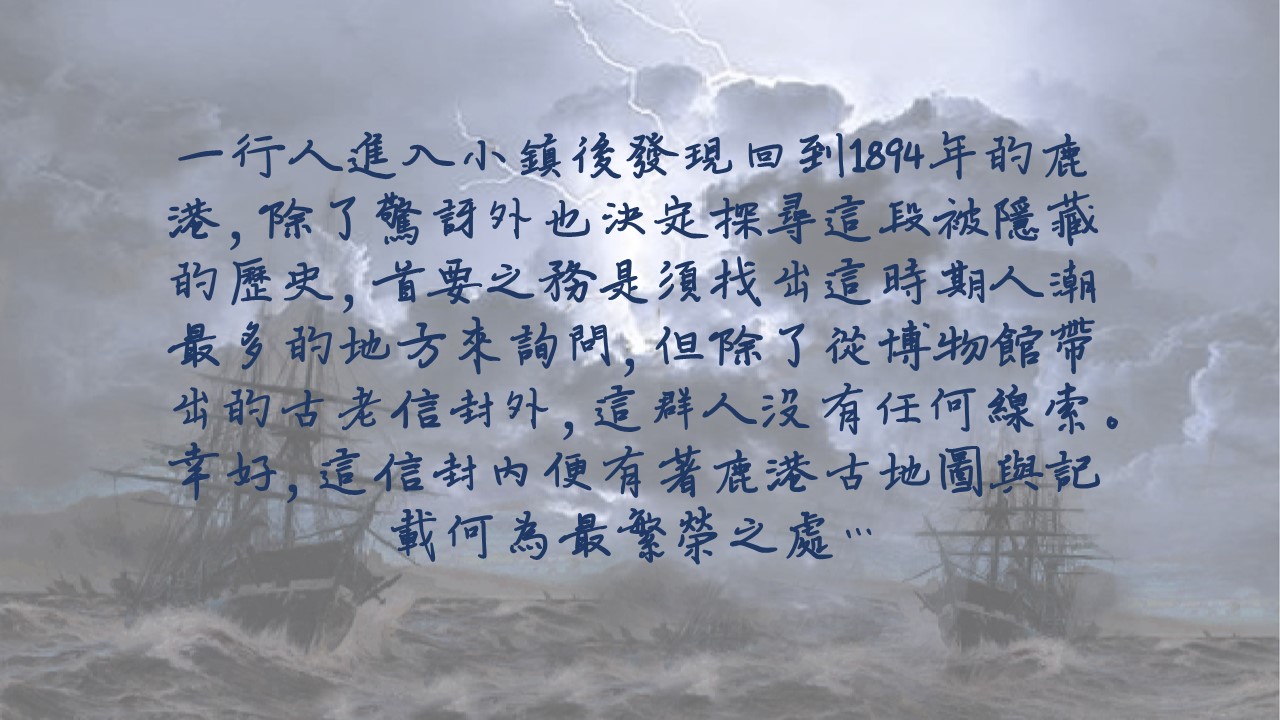 一行人進入小鎮後發現回到1894年的鹿
港,除了驚訝外也決定探尋這段被隱藏
的歷史,首要之務是須找出這時期人潮
最多的地方來詢問,但除了從博物館帶
出的古老信封外,這群人沒有任何線索。
幸好,這信封內便有著鹿港古地圖與記
載何為最繁榮之處…